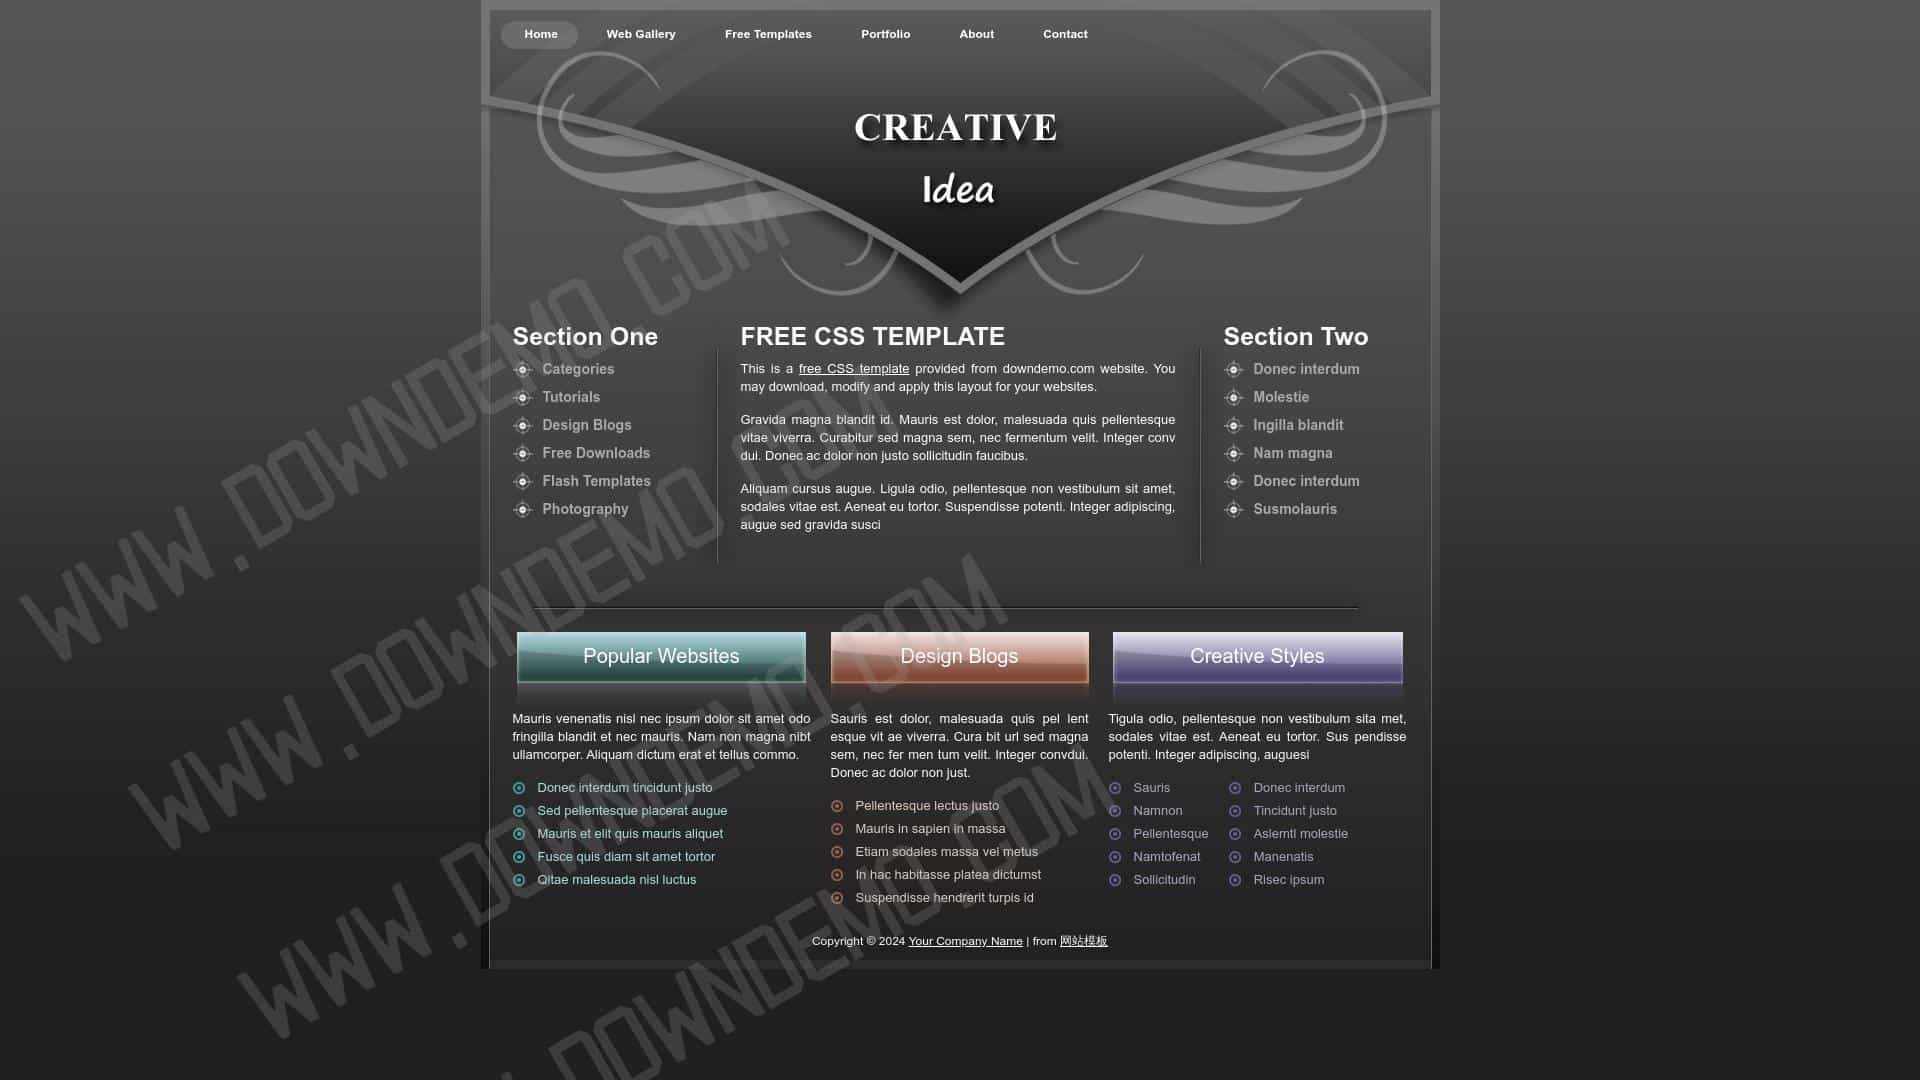 Home Web Gallery Free Templates Portfolio About Contact
CREATIVE
Idea
Section One
Categories
Tutorials
Design Blogs
Free Downloads
Flash Templates
Photography
FREE CSS TEMPLATE
This is a free CSS template provided from downdemo.com website. You
may download, modify and apply this layout for your websites.
Gravida magna blandit id. Mauris est dolor, malesuada quis pellentesque
vitae viverra. Curabitur sed magna sem, nec fermentum velit. Integer conv
dui. Donec ac dolor non justo sollicitudin faucibus.
Aliquam cursus augue. Ligula odio, pellentesque non vestibulum sit amet,
sodales vitae est. Aeneat eu tortor. Suspendisse potenti. Integer adipiscing,
augue sed gravida susci
Section Two
Donec interdum
Molestie
Ingilla blandit
Nam magna
Donec interdum
Susmolauris
Popular Websites
Mauris venenatis nisl nec ipsum dolor sit amet odo
fringilla blandit et nec mauris. Nam non magna nibt
ullamcorper. Aliquam dictum erat et tellus commo.
Donec interdum tincidunt justo
Sed pellentesque placerat augue
Mauris et elit quis mauris aliquet
Fusce quis diam sit amet tortor
Qitae malesuada nisl luctus
Design Blogs
Sauris est dolor, malesuada quis pel lent
esque vit ae viverra. Cura bit url sed magna
sem, nec fer men tum velit. Integer convdui.
Donec ac dolor non just.
Pellentesque lectus justo
Mauris in sapien in massa
Etiam sodales massa vel metus
In hac habitasse platea dictumst
Suspendisse hendrerit turpis id
Creative Styles
Tigula odio, pellentesque non vestibulum sita met,
sodales vitae est. Aeneat eu tortor. Sus pendisse
potenti. Integer adipiscing, auguesi
Sauris
Namnon
Pellentesque
Namtofenat
Sollicitudin
Donec interdum
Tincidunt justo
Aslemtl molestie
Manenatis
Risec ipsum
Copyright © 2024 Your Company Name | from 网站模板
WWW.DOWNDEMO.COM
WWW.DOWNDEMO.COM
WWW.DOWNDEMO.COM
DOWNDEMO.COM